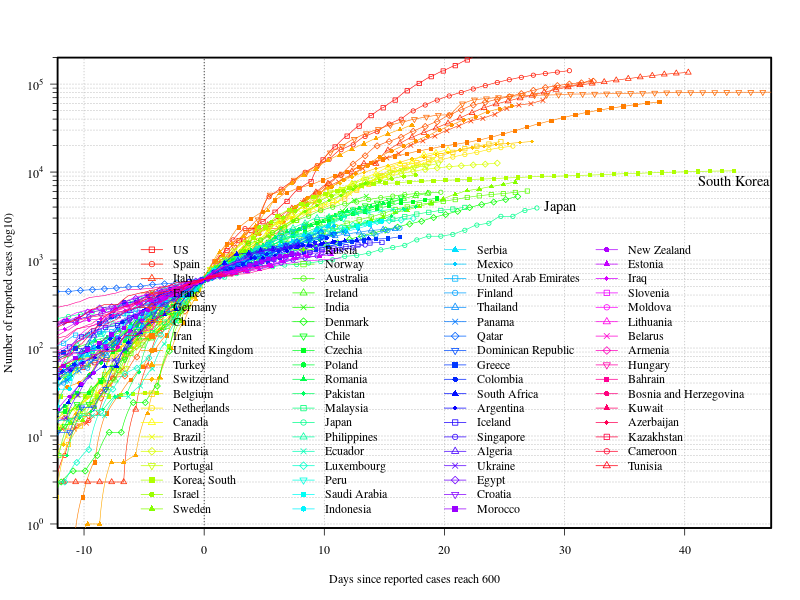 10⁵
10⁴
10³
10²
10¹
10⁰
Number of reported cases (log10)
South Korea
Japan
US
Spain
Italy
France
Germany
China
Iran
United Kingdom
Turkey
Switzerland
Belgium
Netherlands
Canada
Brazil
Austria
Portugal
Korea, South
Israel
Sweden
Russia
Norway
Australia
Ireland
India
Denmark
Chile
Czechia
Poland
Romania
Pakistan
Malaysia
Japan
Philippines
Ecuador
Luxembourg
Peru
Saudi Arabia
Indonesia
Serbia
Mexico
United Arab Emirates
Finland
Thailand
Panama
Qatar
Dominican Republic
Greece
Colombia
South Africa
Argentina
Iceland
Singapore
Algeria
Ukraine
Egypt
Croatia
Morocco
New Zealand
Estonia
Iraq
Slovenia
Moldova
Lithuania
Belarus
Armenia
Hungary
Bahrain
Bosnia and Herzegovina
Kuwait
Azerbaijan
Kazakhstan
Cameroon
Tunisia
-10 0 10 20 30 40
Days since reported cases reach 600